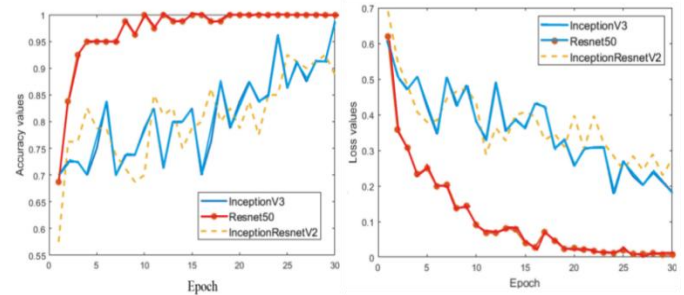 1
0.95
0.9
0.85
0.8
0.75
0.7
0.65
0.6
0.55
0 5 10 15 20 25 30
Accuracy values
Epoch
InceptionV3
Resnet50
InceptionResnetV2
0.7
0.6
0.5
0.4
0.3
0.2
0.1
0
0 5 10 15 20 25 30
Loss values
Epoch
InceptionV3
Resnet50
InceptionResnetV2